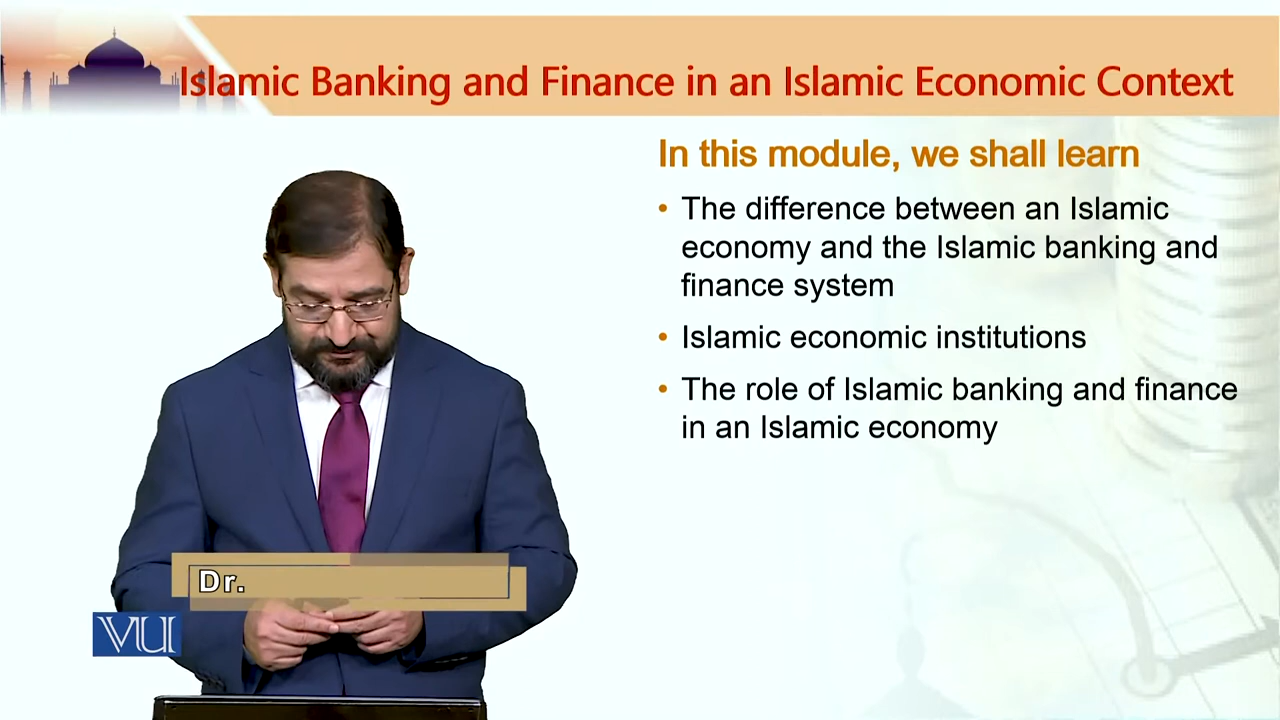 Islamic Banking and Finance in an Islamic Economic Context
In this module, we shall learn
• The difference between an Islamic
economy and the Islamic banking and
finance system
• Islamic economic institutions
• The role of Islamic banking and finance
in an Islamic economy
Dr.
VU